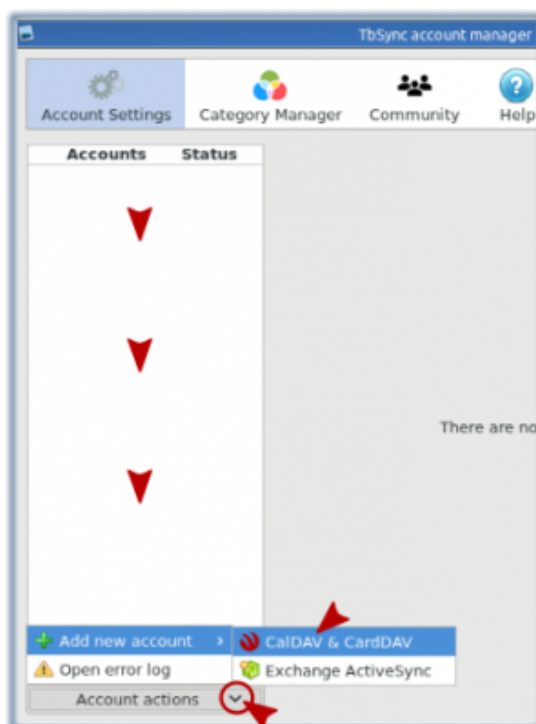 TbSync account manager
Account Settings Category Manager Community Help
Accounts Status
There are no
Add new account CalDAV & CardDAV
Open error log Exchange ActiveSync
Account actions